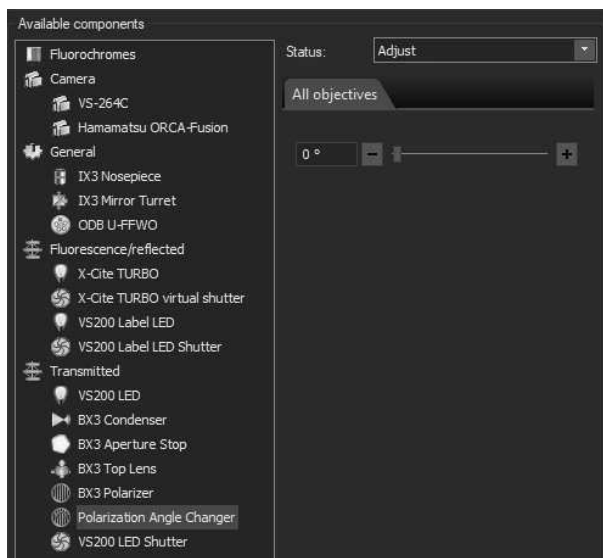 Available components
Fluorochromes
Camera
VS-264C
Hamamatsu ORCA-Fusion
General
IX3 Nosepiece
IX3 Mirror Turret
ODB U-FFWO
Fluorescence/reflected
X-Cite TURBO
X-Cite TURBO virtual shutter
VS200 Label LED
VS200 Label LED Shutter
Transmitted
VS200 LED
BX3 Condenser
BX3 Aperture Stop
BX3 Top Lens
BX3 Polarizer
Polarization Angle Changer
VS200 LED Shutter
Status: Adjust
All objectives
0 °